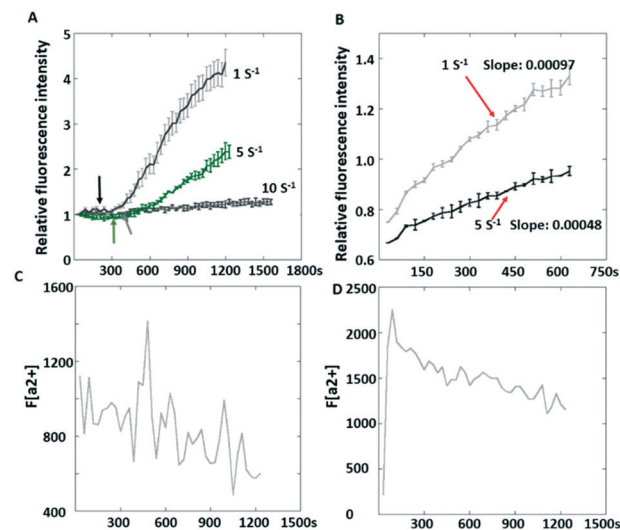 A
Relative fluorescence intensity
5
4
3
2
1
0
1 S-1
5 S-1
10 S-1
300 600 900 1200 1500 1800s
B
Relative fluorescence intensity
1.4
1.2
1.0
0.8
0.6
1 S-1 Slope: 0.00097
5 S-1 Slope: 0.00048
150 300 450 600 750s
C
F[a2+]
1600
1200
800
400
300 600 900 1200 1500s
D
F[a2+]
2500
2000
1500
1000
500
0
300 600 900 1200 1500s